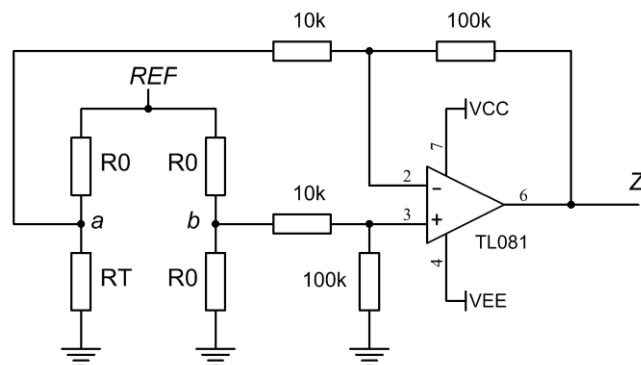 10k 100k
REF
VCC
R0 R0
7
10k
2 − 6 Z
a b 3 +
TL081
4
RT R0 100k
VEE